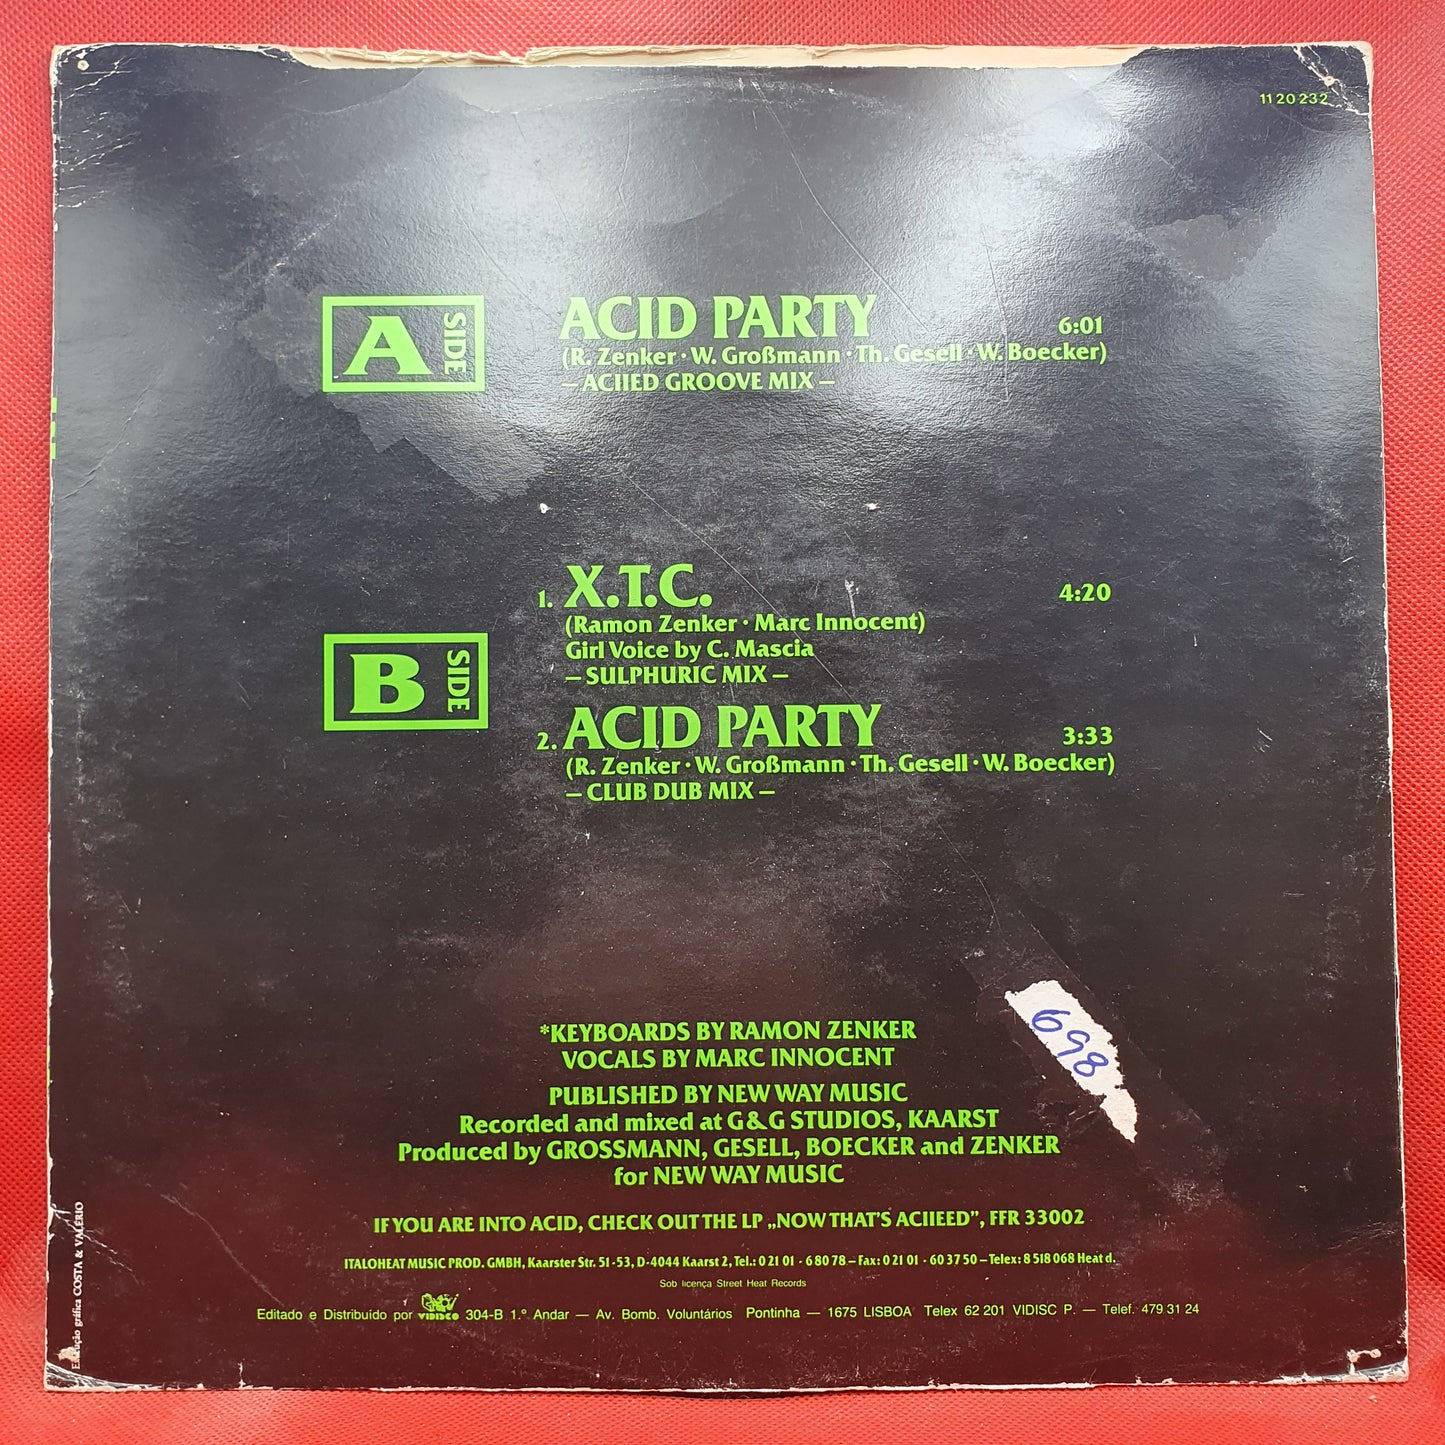 11 20 232
A SIDE
ACID PARTY 6:01
(R. Zenker · W. Großmann · Th. Gesell · W. Boecker)
– ACIIED GROOVE MIX –
B SIDE
1. X.T.C. 4:20
(Ramon Zenker · Marc Innocent)
Girl Voice by C. Mascia
– SULPHURIC MIX –
2. ACID PARTY 3:33
(R. Zenker · W. Großmann · Th. Gesell · W. Boecker)
– CLUB DUB MIX –
698
*KEYBOARDS BY RAMON ZENKER
VOCALS BY MARC INNOCENT
PUBLISHED BY NEW WAY MUSIC
Recorded and mixed at G&G STUDIOS, KAARST
Produced by GROSSMANN, GESELL, BOECKER and ZENKER
for NEW WAY MUSIC
IF YOU ARE INTO ACID, CHECK OUT THE LP „NOW THAT'S ACIIEED”, FFR 33002
ITALOHEAT MUSIC PROD. GMBH, Kaarster Str. 51-53, D-4044 Kaarst 2, Tel.: 0 21 01 - 6 80 78 – Fax: 0 21 01 - 60 37 50 – Telex: 8 518 068 Heat d.
Sob licença Street Heat Records
Editado e Distribuído por VIDISCO 304-B 1.º Andar — Av. Bomb. Voluntários Pontinha — 1675 LISBOA Telex 62 201 VIDISC P. — Telef. 479 31 24
Execução gráfica COSTA & VALÉRIO